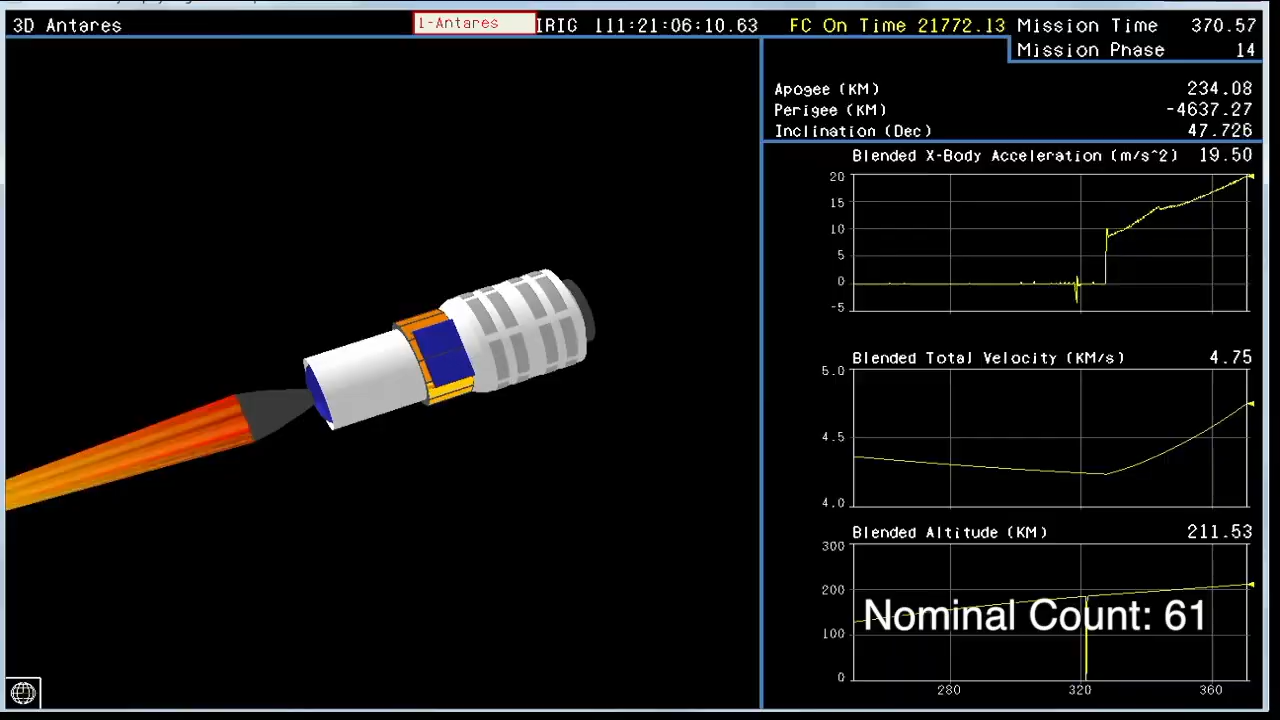 3D Antares
1-Antares
IRIG 111:21:06:10.63
FC On Time 21772.13
Mission Time 370.57
Mission Phase 14
Apogee (KM) 234.08
Perigee (KM) -4637.27
Inclination (Dec) 47.726
Blended X-Body Acceleration (m/s^2) 19.50
20
15
10
5
0
-5
Blended Total Velocity (KM/s) 4.75
5.0
4.5
4.0
Blended Altitude (KM) 211.53
300
200
Nominal Count: 61
100
0
280 320 360